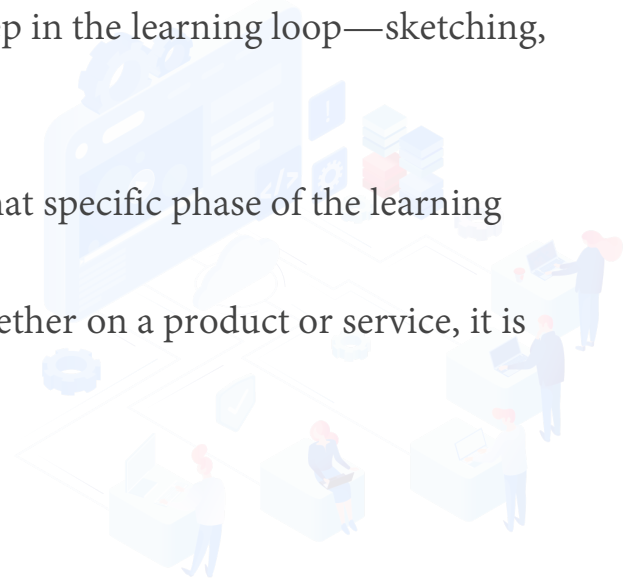 p in the learning loop—sketching,
at specific phase of the learning
ether on a product or service, it is